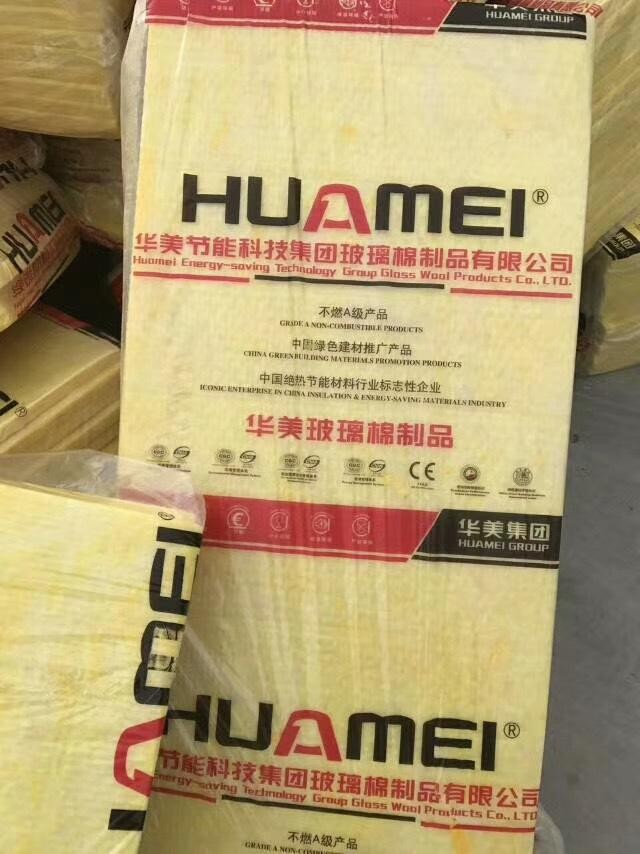 HUAMEI GROUP
HUAMEI®
华美节能科技集团玻璃棉制品有限公司
Huamei Energy-saving Technology Group Glass Wool Products Co., LTD.
不燃A级产品
GRADE A NON-COMBUSTIBLE PRODUCTS
中国绿色建材推广产品
CHINA GREEN BUILDING MATERIALS PROMOTION PRODUCTS
中国绝热节能材料行业标志性企业
ICONIC ENTERPRISE IN CHINA INSULATION & ENERGY-SAVING MATERIALS INDUSTRY
华美玻璃棉制品
CE
华美集团
HUAMEI GROUP
HUAMEI
HUAMEI®
节能科技集团玻璃棉制品有限公司
Energy-saving Technology Group Glass Wool Products Co., LTD.
不燃A级产品
GRADE A NON-COMBUS
HUAMEI